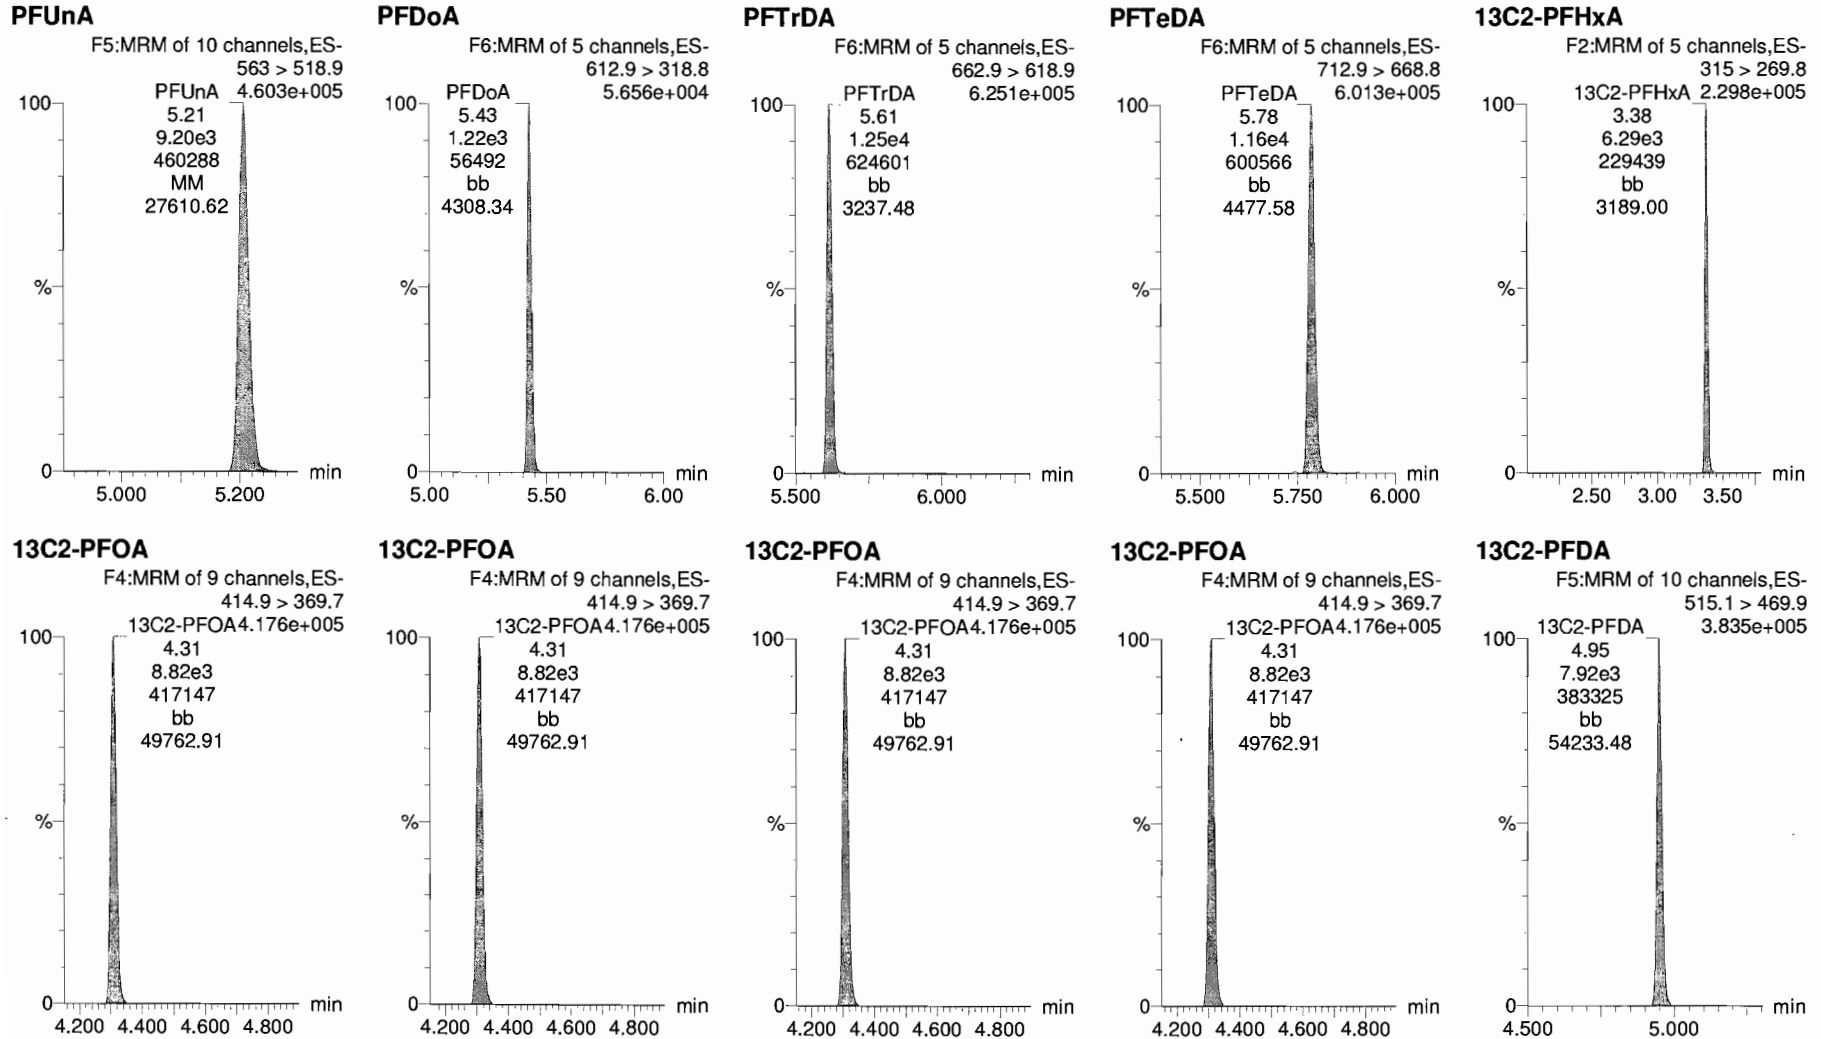 PFUnA
F5:MRM of 10 channels,ES-
563 > 518.9
4.603e+005
PFUnA
5.21
9.20e3
460288
MM
27610.62
100
%
0
min
5.000
5.200
PFDoA
F6:MRM of 5 channels,ES-
612.9 > 318.8
5.656e+004
PFDoA
5.43
1.22e3
56492
bb
4308.34
100
%
0
min
5.00
5.50
6.00
PFTrDA
F6:MRM of 5 channels,ES-
662.9 > 618.9
6.251e+005
PFTrDA
5.61
1.25e4
624601
bb
3237.48
100
%
0
min
5.500
6.000
PFTeDA
F6:MRM of 5 channels,ES-
712.9 > 668.8
6.013e+005
PFTeDA
5.78
1.16e4
600566
bb
4477.58
100
%
0
min
5.500
5.750
6.000
13C2-PFHxA
F2:MRM of 5 channels,ES-
315 > 269.8
13C2-PFHxA 2.298e+005
3.38
6.29e3
229439
bb
3189.00
100
%
0
min
2.50
3.00
3.50
13C2-PFOA
F4:MRM of 9 channels,ES-
414.9 > 369.7
13C2-PFOA4.176e+005
4.31
8.82e3
417147
bb
49762.91
100
%
0
min
4.200 4.400 4.600 4.800
13C2-PFOA
F4:MRM of 9 channels,ES-
414.9 > 369.7
13C2-PFOA4.176e+005
4.31
8.82e3
417147
bb
49762.91
100
%
0
min
4.200 4.400 4.600 4.800
13C2-PFOA
F4:MRM of 9 channels,ES-
414.9 > 369.7
13C2-PFOA4.176e+005
4.31
8.82e3
417147
bb
49762.91
100
%
0
min
4.200 4.400 4.600 4.800
13C2-PFOA
F4:MRM of 9 channels,ES-
414.9 > 369.7
13C2-PFOA4.176e+005
4.31
8.82e3
417147
bb
49762.91
100
%
0
min
4.200 4.400 4.600 4.800
13C2-PFDA
F5:MRM of 10 channels,ES-
515.1 > 469.9
3.835e+005
13C2-PFDA
4.95
7.92e3
383325
bb
54233.48
100
%
0
min
4.500
5.000